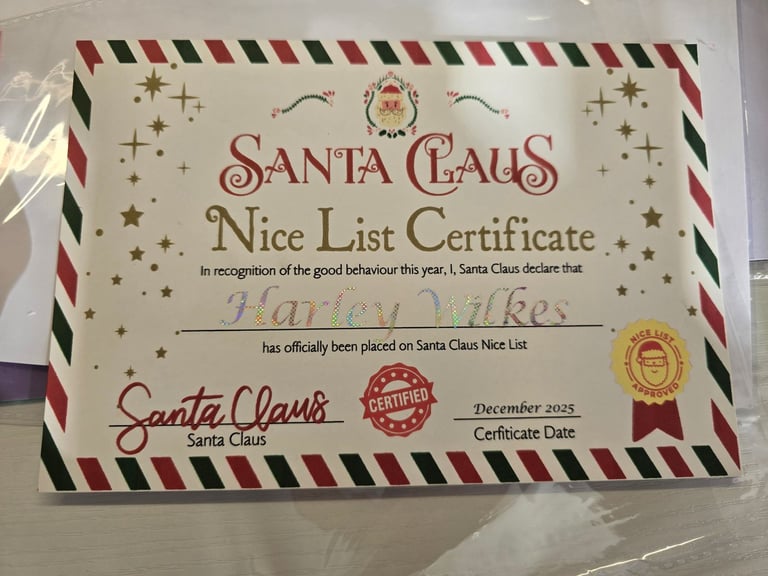 SANTA CLAUS
Nice List Certificate
In recognition of the good behaviour this year, I, Santa Claus declare that
Harley Wilkes
has officially been placed on Santa Claus Nice List
Santa Claus
Santa Claus
CERTIFIED
December 2025
Cerfiticate Date
NICE LIST
APPROVED